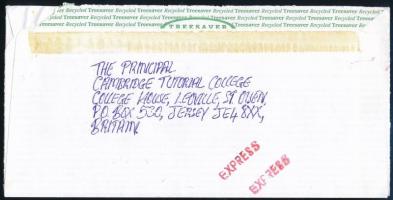 Treesaver Recycled Treesaver Recycled Treesaver Recycled Treesaver Recycled Treesaver Recycled Treesaver Recycled
TREESAVER
THE PRINCIPAL
CAMBRIDGE TUTORIAL COLLEGE
COLLEGE HOUSE, LEOVILLE, ST. OUEN,
P.O. BOX 530, JERSEY JE4 8XX,
BRITAIN.
EXPRESS
EXPRESS